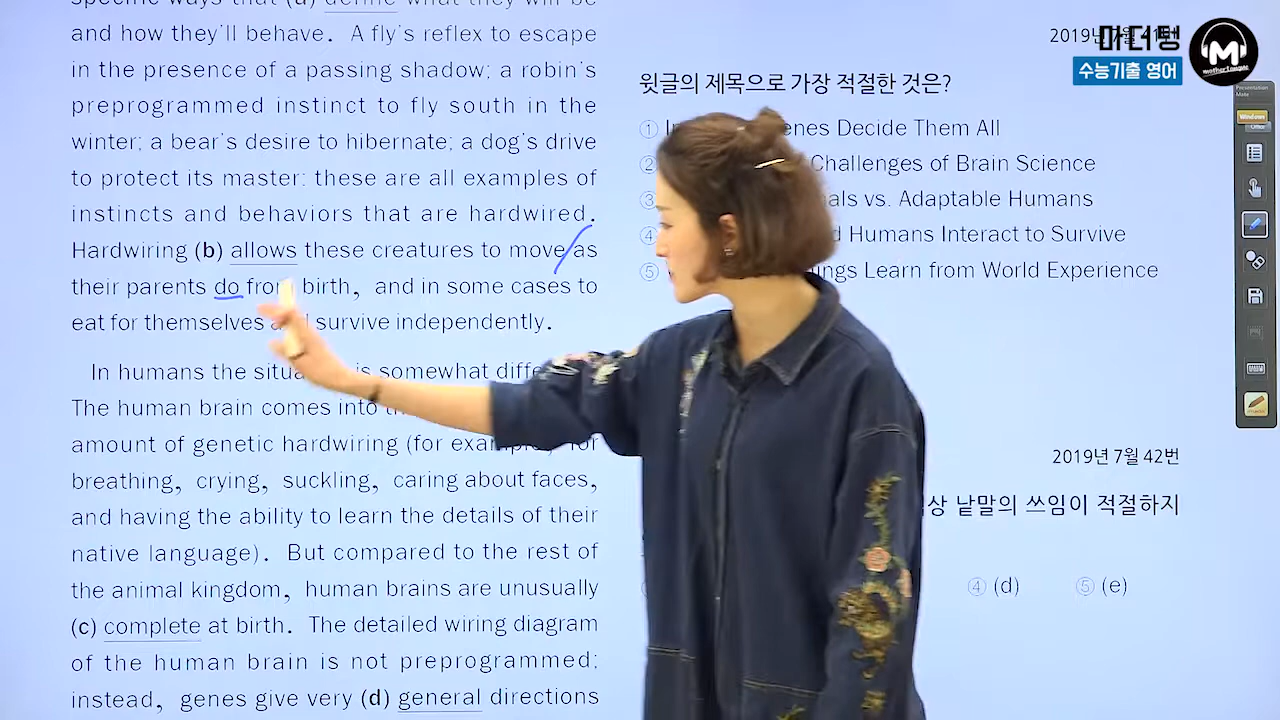 specific ways that (a) define what they will be
and how they'll behave. A fly's reflex to escape
in the presence of a passing shadow; a robin's
preprogrammed instinct to fly south in the
winter; a bear's desire to hibernate; a dog's drive
to protect its master: these are all examples of
instincts and behaviors that are hardwired.
Hardwiring (b) allows these creatures to move as
their parents do from birth, and in some cases to
eat for themselves and survive independently.
In humans the situation is somewhat
The human brain comes into
amount of genetic hardwiring (for example, for
breathing, crying, suckling, caring about faces,
and having the ability to learn the details of their
native language). But compared to the rest of
the animal kingdom, human brains are unusually
(c) complete at birth. The detailed wiring diagram
of the human brain is not preprogrammed:
instead, genes give very (d) general directions
2019년 7월 41번
마더텅
수능기출 영어
M
mother tongue
윗글의 제목으로 가장 적절한 것은?
① Decide Them All
② Challenges of Brain Science
③ vs. Adaptable Humans
④ Humans Interact to Survive
⑤ Learn from World Experience
2019년 7월 42번
낱말의 쓰임이 적절하지
④ (d) ⑤ (e)
Presentation
Mate
Windows
Office